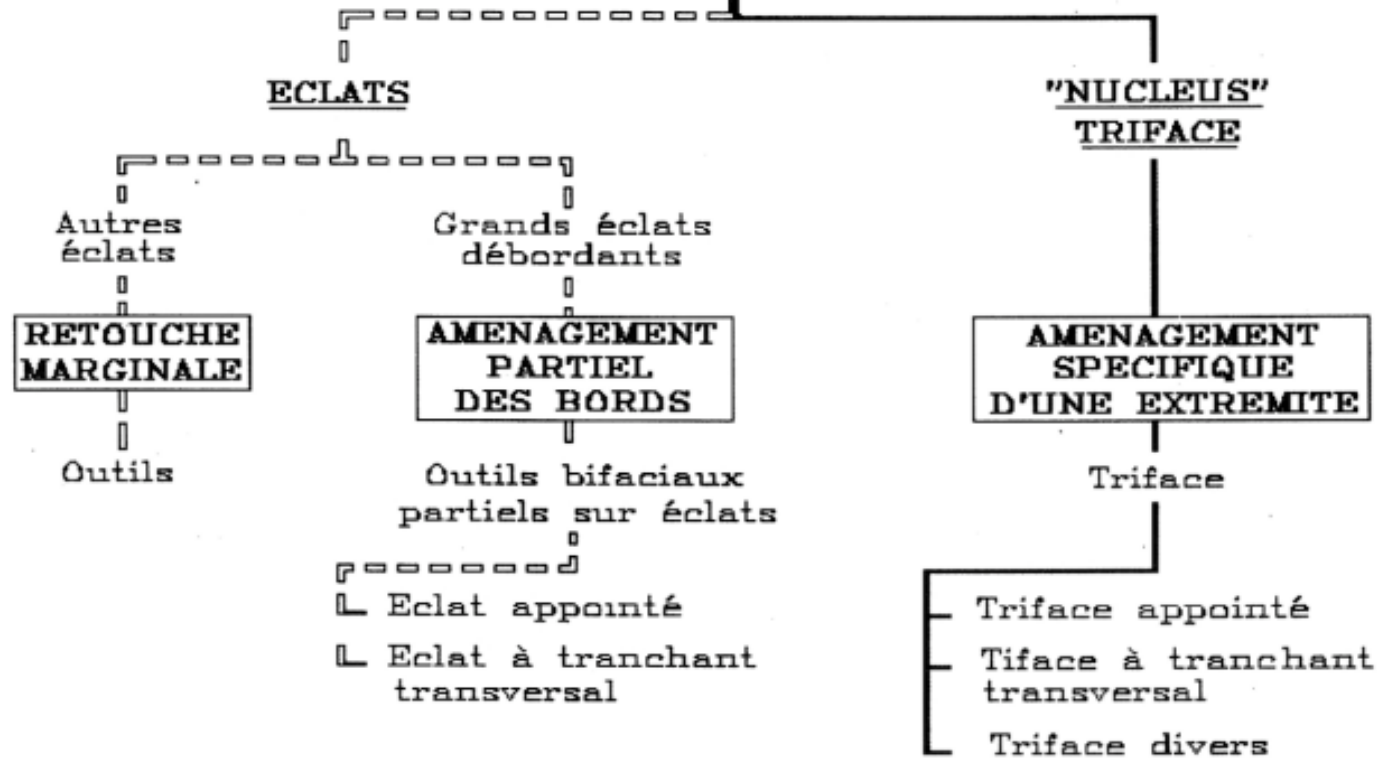 ECLATS
"NUCLEUS"
TRIFACE
Autres
éclats
Grands éclats
débordants
RETOUCHE
MARGINALE
AMENAGEMENT
PARTIEL
DES BORDS
AMENAGEMENT
SPECIFIQUE
D'UNE EXTREMITE
Outils
Outils bifaciaux
partiels sur éclats
Triface
Eclat appointé
Eclat à tranchant
transversal
Triface appointé
Tiface à tranchant
transversal
Triface divers